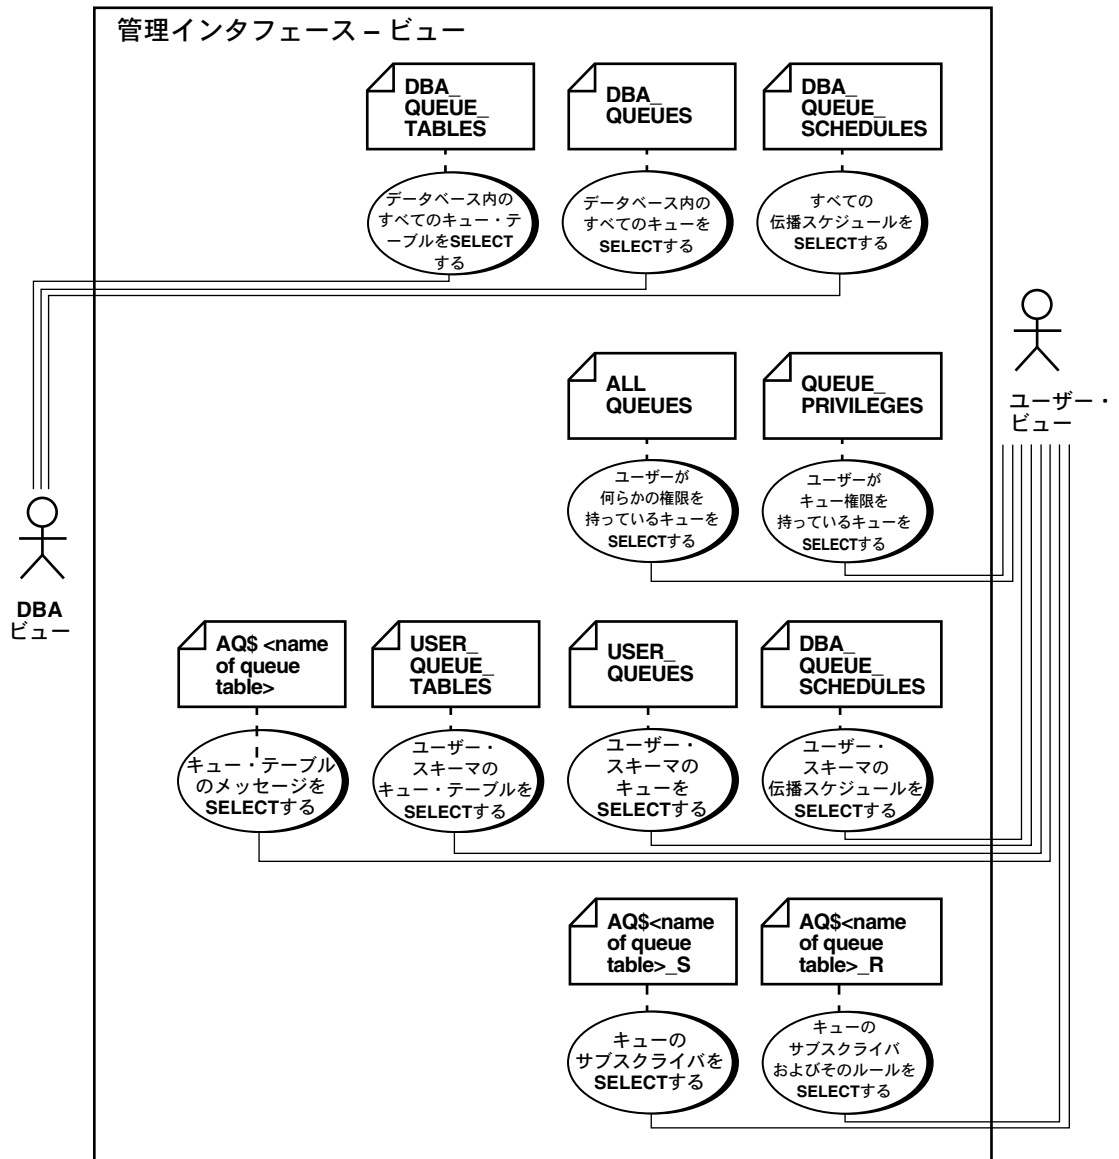 管理インタフェース – ビュー
DBA_
QUEUE_
TABLES
DBA_
QUEUES
DBA_
QUEUE_
SCHEDULES
データベース内の
すべてのキュー・テ
ーブルをSELECT
する
データベース内の
すべてのキューを
SELECTする
すべての
伝播スケジュールを
SELECTする
ALL
QUEUES
QUEUE_
PRIVILEGES
ユーザー・
ビュー
ユーザーが
何らかの権限を
持っているキューを
SELECTする
ユーザーが
キュー権限を
持っているキューを
SELECTする
DBA
ビュー
AQ$ <name
of queue
table>
USER_
QUEUE_
TABLES
USER_
QUEUES
DBA_
QUEUE_
SCHEDULES
キュー・テーブル
のメッセージを
SELECTする
ユーザー・
スキーマの
キュー・テーブルを
SELECTする
ユーザー・
スキーマの
キューを
SELECTする
ユーザー・
スキーマの
伝播スケジュールを
SELECTする
AQ$<name
of queue
table>_S
AQ$<name
of queue
table>_R
キューの
サブスクライバを
SELECTする
キューの
サブスクライバ
およびそのルールを
SELECTする